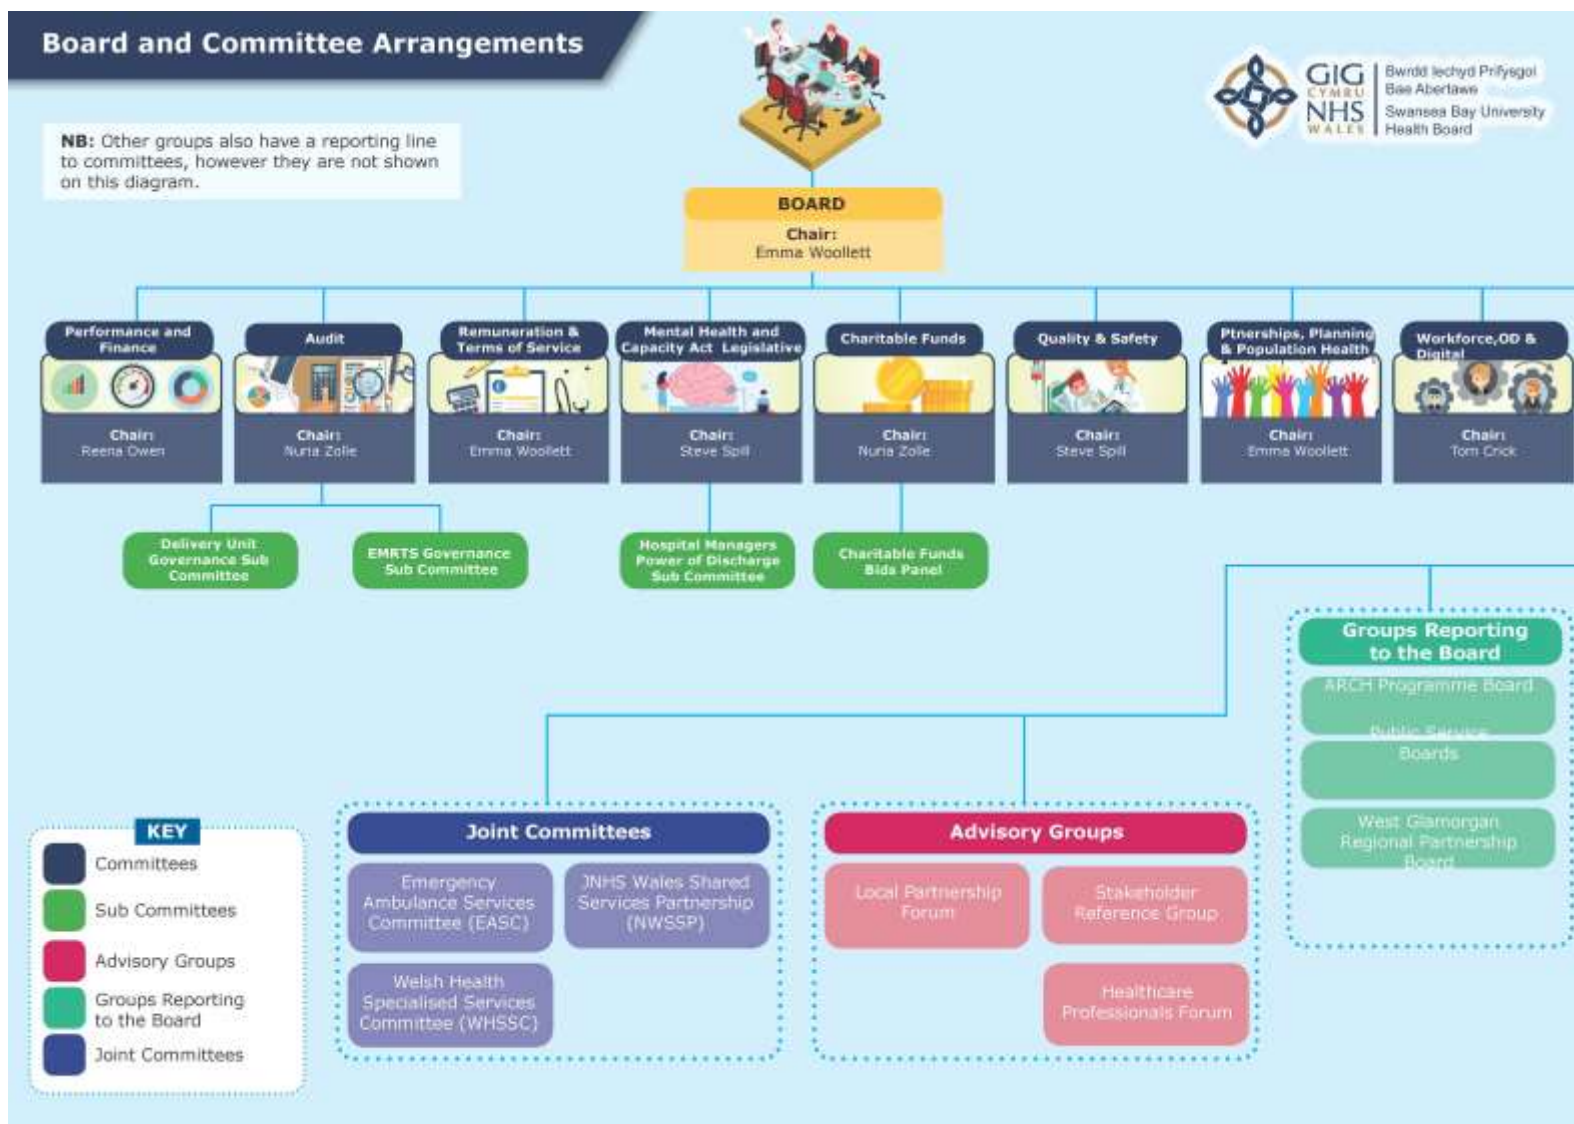 Board and Committee Arrangements
GIG
CYMRU
NHS
WALES
Bwrdd Iechyd Prifysgol
Bae Abertawe
Swansea Bay University
Health Board
NB: Other groups also have a reporting line
to committees, however they are not shown
on this diagram.
BOARD
Chair:
Emma Woollett
Performance and
Finance
Chair:
Reena Owen
Audit
Chair:
Nuria Zolle
Remuneration &
Terms of Service
Chair:
Emma Woollett
Mental Health and
Capacity Act Legislative
Chair:
Steve Spill
Charitable Funds
Chair:
Nuria Zolle
Quality & Safety
Chair:
Steve Spill
Ptnerships, Planning
& Population Health
Chair:
Emma Woollett
Workforce,OD &
Digital
Chair:
Tom Crick
Delivery Unit
Governance Sub
Committee
EMRTS Governance
Sub Committee
Hospital Managers
Power of Discharge
Sub Committee
Charitable Funds
Bids Panel
Groups Reporting
to the Board
ARCH Programme Board
Public Service
Boards
West Glamorgan
Regional Partnership
Board
Joint Committees
Emergency
Ambulance Services
Committee (EASC)
JNHS Wales Shared
Services Partnership
(NWSSP)
Welsh Health
Specialised Services
Committee (WHSSC)
Advisory Groups
Local Partnership
Forum
Stakeholder
Reference Group
Healthcare
Professionals Forum
KEY
Committees
Sub Committees
Advisory Groups
Groups Reporting
to the Board
Joint Committees